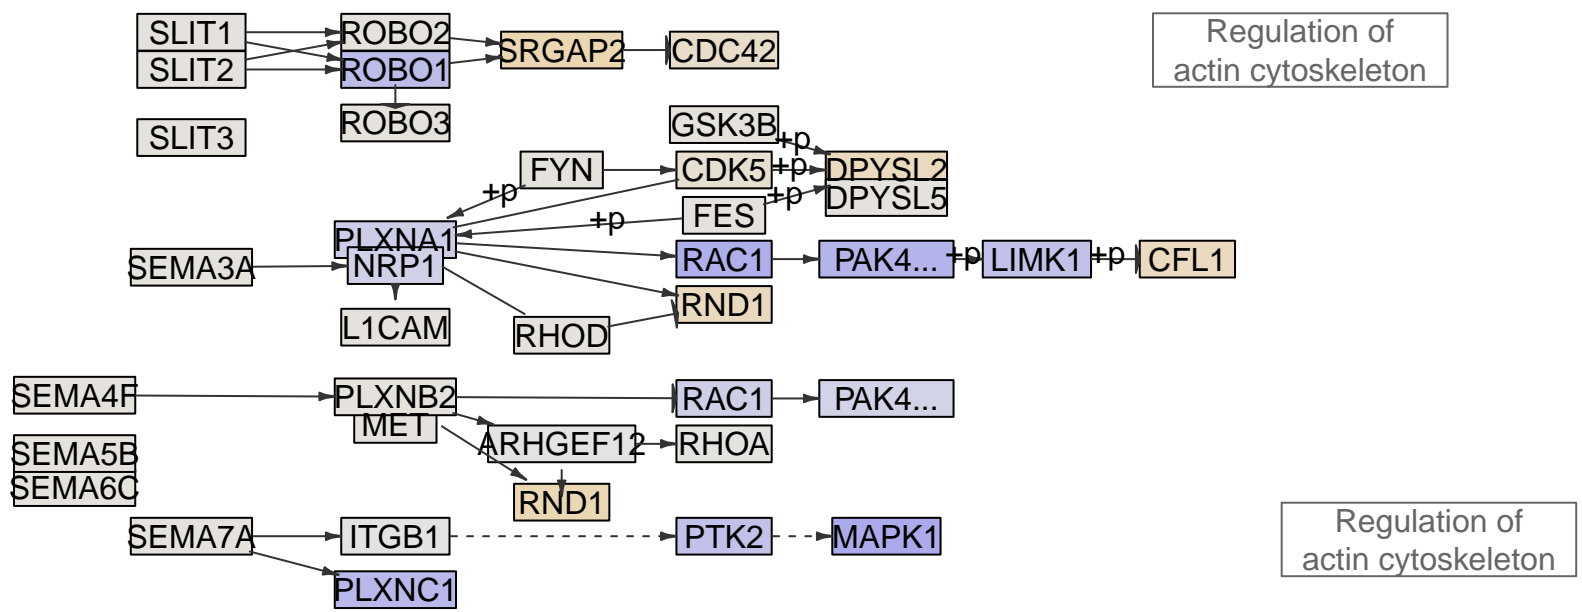 SLIT1
ROBO2
SRGAP2
CDC42
Regulation of
actin cytoskeleton
SLIT2
ROBO1
SLIT3
ROBO3
GSK3B
+p
FYN
CDK5
+p
DPYSL2
+p
+p
DPYSL5
+p
FES
PLXNA1
SEMA3A
NRP1
RAC1
PAK4...
+p
LIMK1
+p
CFL1
RND1
L1CAM
RHOD
SEMA4F
PLXNB2
RAC1
PAK4...
MET
ARHGEF12
RHOA
SEMA5B
SEMA6C
RND1
SEMA7A
ITGB1
PTK2
MAPK1
Regulation of
actin cytoskeleton
PLXNC1